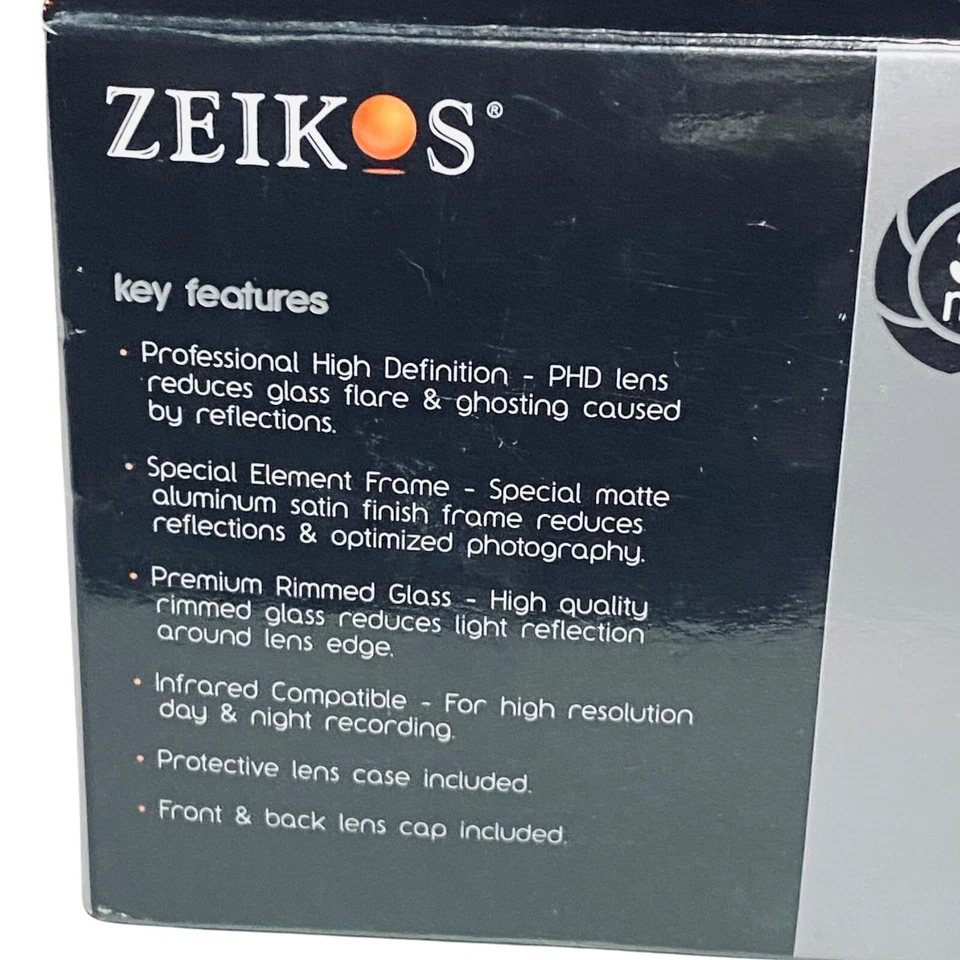 ZEIKOS®
key features
• Professional High Definition - PHD lens
reduces glass flare & ghosting caused
by reflections.
• Special Element Frame - Special matte
aluminum satin finish frame reduces
reflections & optimized photography.
• Premium Rimmed Glass - High quality
rimmed glass reduces light reflection
around lens edge.
• Infrared Compatible - For high resolution
day & night recording.
• Protective lens case included.
• Front & back lens cap included.